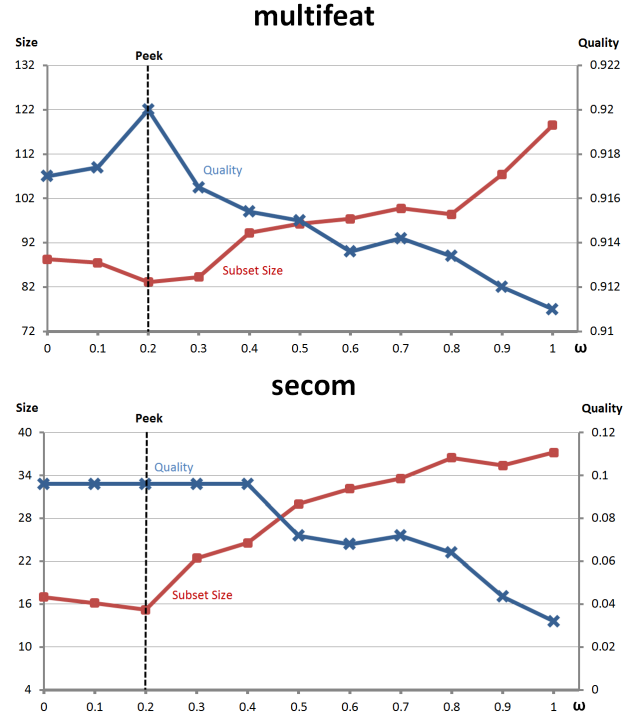 multifeat
Size Quality
Peek
132 0.922
122 0.92
Quality
112 0.918
102 0.916
92 0.914
Subset Size
82 0.912
72 0.91
0 0.1 0.2 0.3 0.4 0.5 0.6 0.7 0.8 0.9 1 ω
secom
Size Quality
Peek
40 0.12
Quality
34 0.1
28 0.08
22 0.06
Subset Size
16 0.04
10 0.02
4 0
0 0.1 0.2 0.3 0.4 0.5 0.6 0.7 0.8 0.9 1 ω